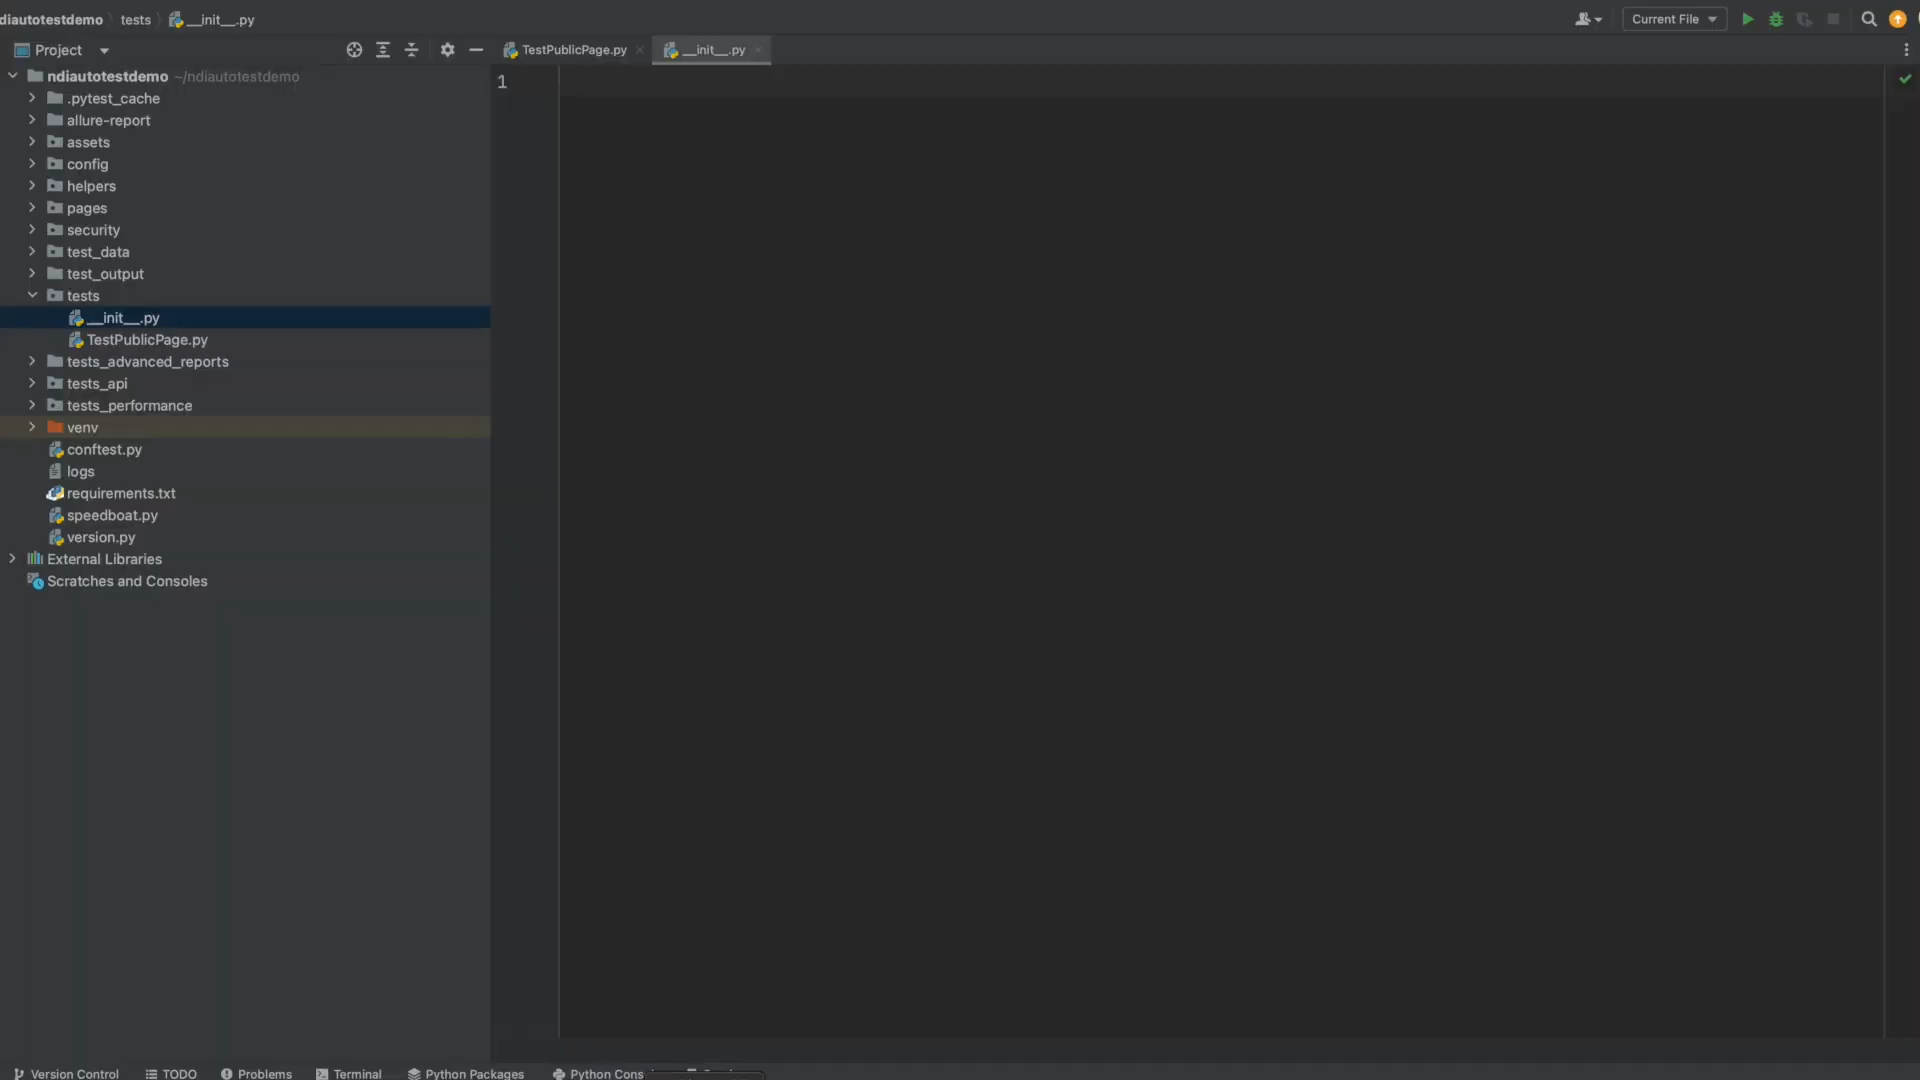 diautotestdemo tests __init__.py
Current File
Project
TestPublicPage.py
__init__.py
1
ndiautotestdemo ~/ndiautotestdemo
.pytest_cache
allure-report
assets
config
helpers
pages
security
test_data
test_output
tests
__init__.py
TestPublicPage.py
tests_advanced_reports
tests_api
tests_performance
venv
conftest.py
logs
requirements.txt
speedboat.py
version.py
External Libraries
Scratches and Consoles
Version Control TODO Problems Terminal Python Packages Python Cons